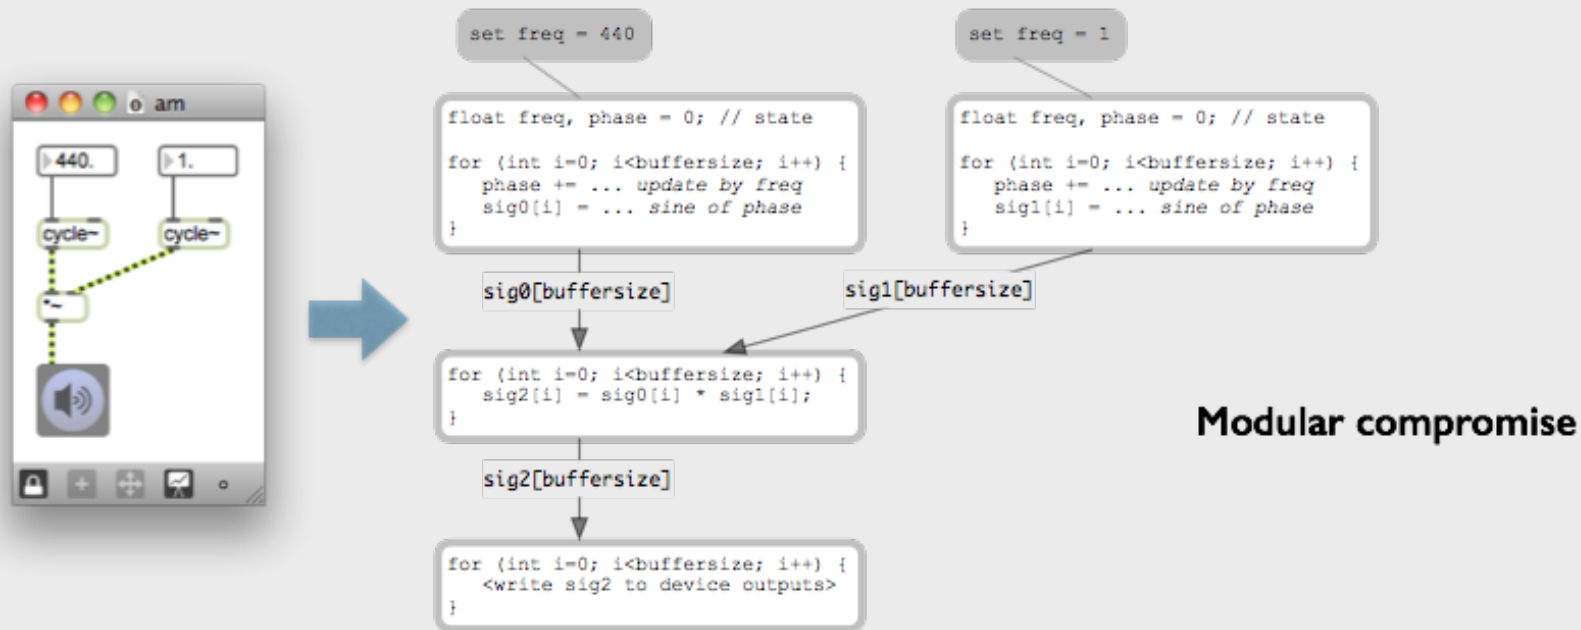 am
440.
1.
cycle~
cycle~
*~
set freq = 440
float freq, phase = 0; // state
for (int i=0; i<buffersize; i++) {
phase += ... update by freq
sig0[i] = ... sine of phase
}
sig0[buffersize]
set freq = 1
float freq, phase = 0; // state
for (int i=0; i<buffersize; i++) {
phase += ... update by freq
sig1[i] = ... sine of phase
}
sig1[buffersize]
for (int i=0; i<buffersize; i++) {
sig2[i] = sig0[i] * sig1[i];
}
sig2[buffersize]
for (int i=0; i<buffersize; i++) {
<write sig2 to device outputs>
}
Modular compromise